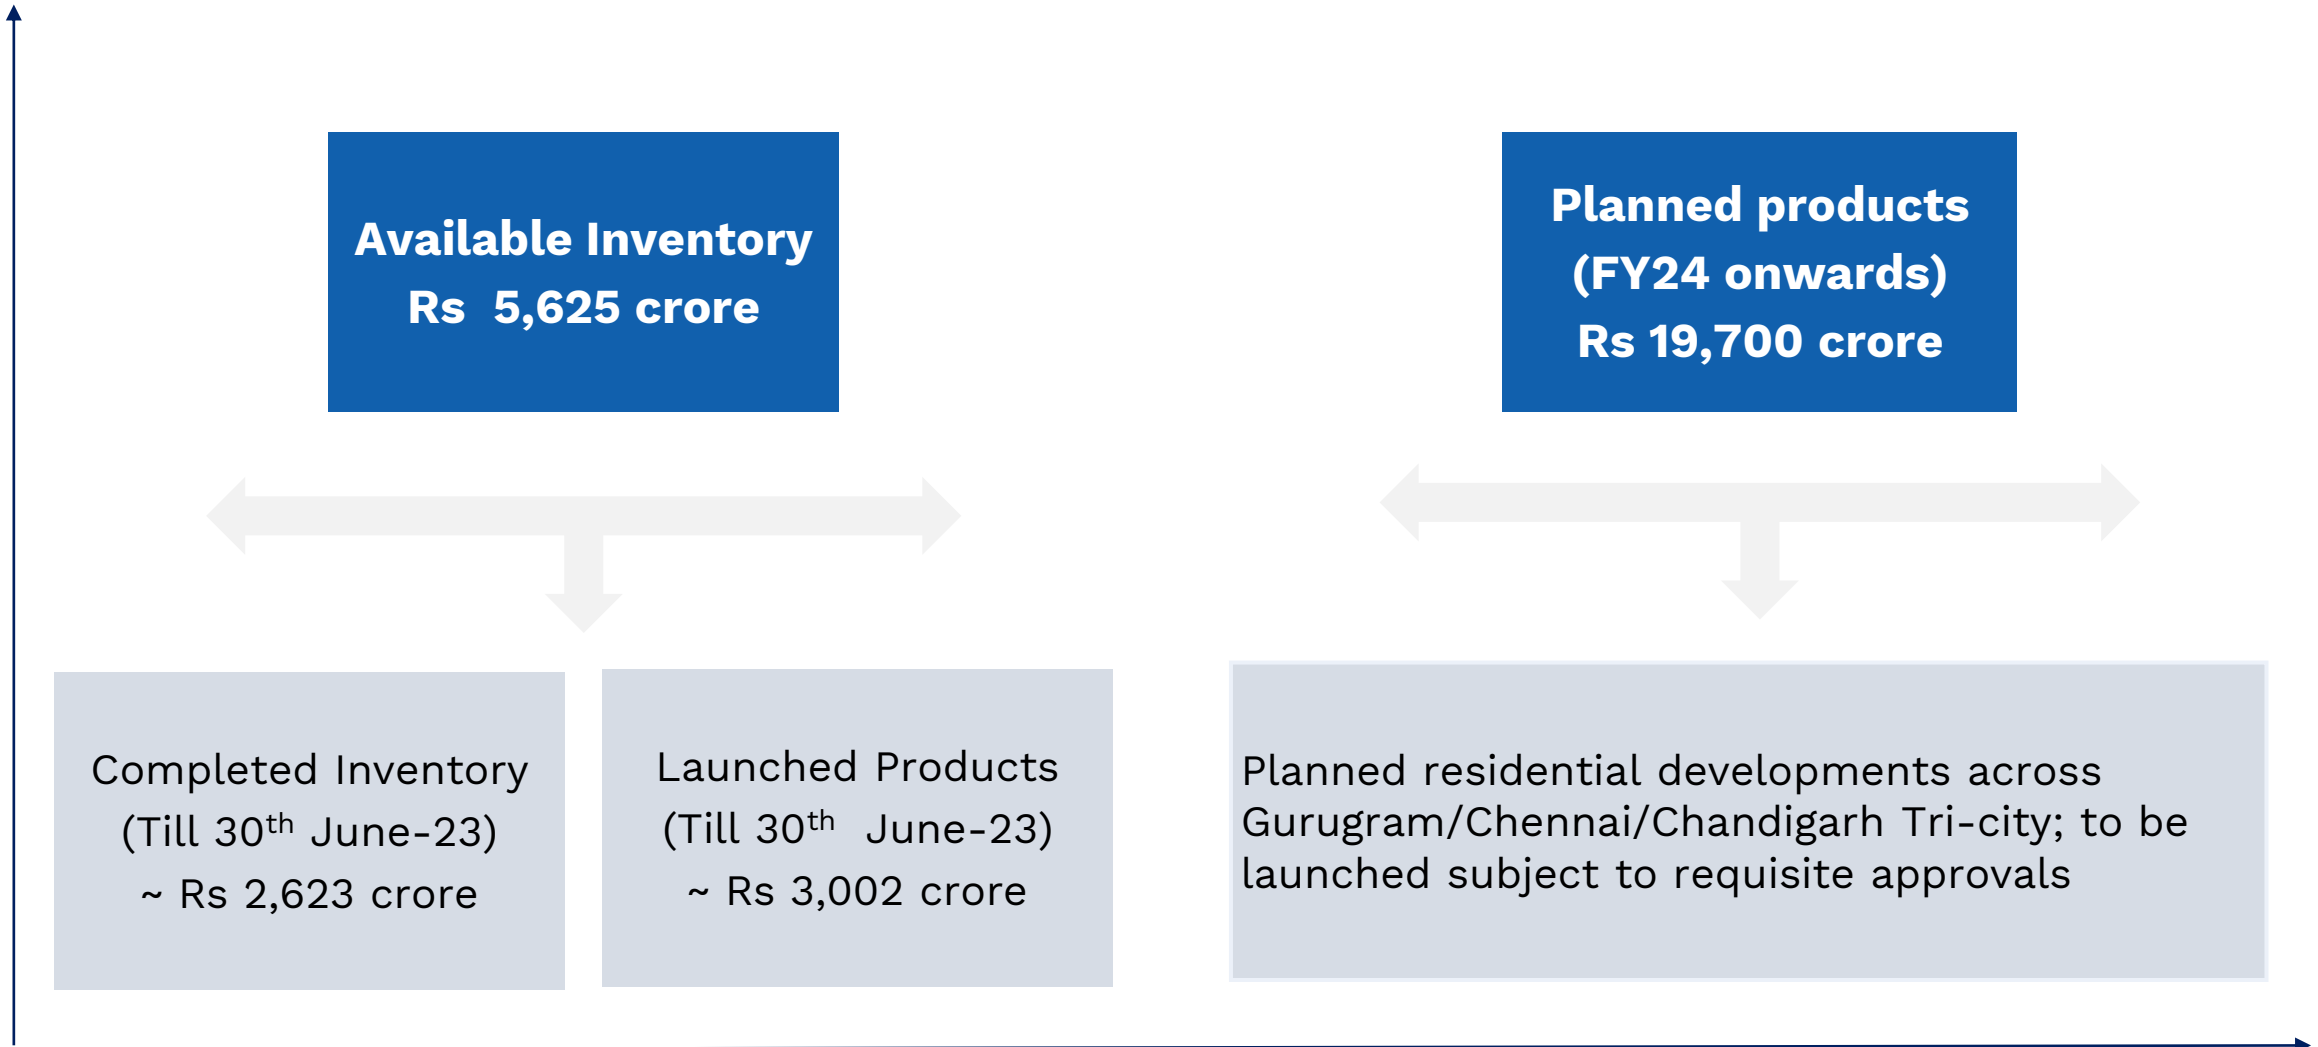 Available Inventory
Rs 5,625 crore
Planned products
(FY24 onwards)
Rs 19,700 crore
Completed Inventory
(Till 30th June-23)
~ Rs 2,623 crore
Launched Products
(Till 30th June-23)
~ Rs 3,002 crore
Planned residential developments across
Gurugram/Chennai/Chandigarh Tri-city; to be
launched subject to requisite approvals